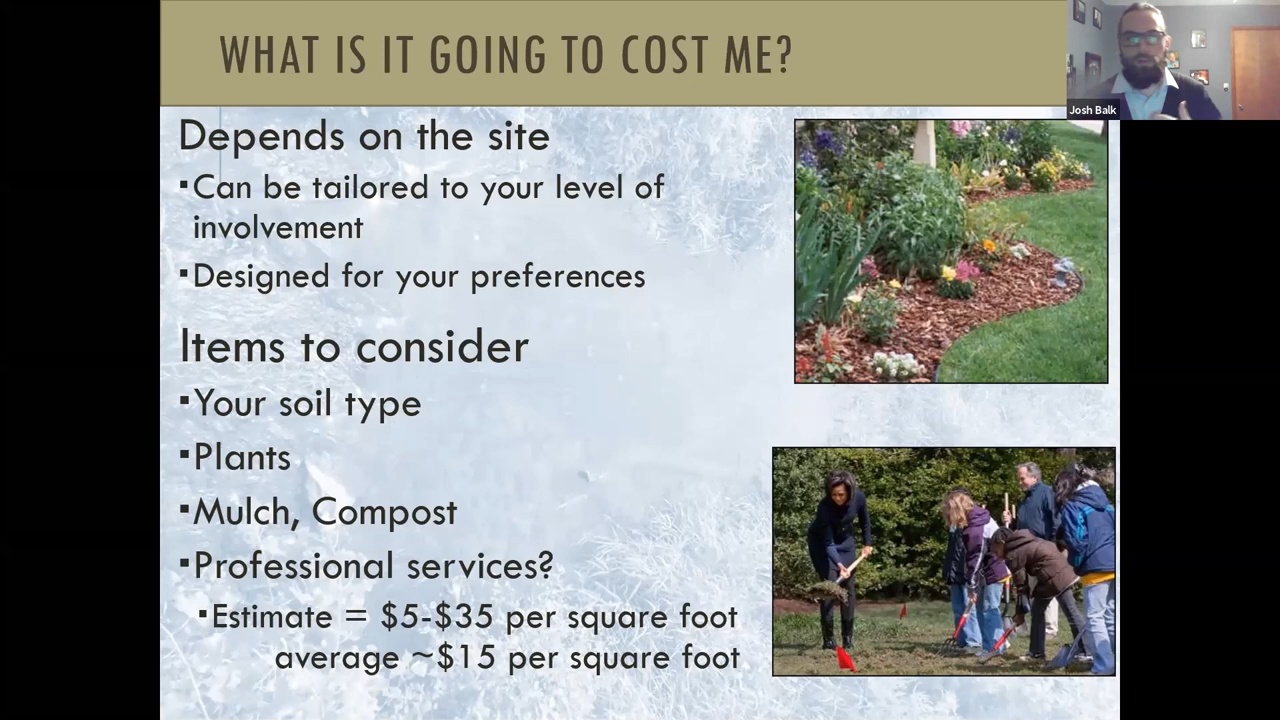 WHAT IS IT GOING TO COST ME?
Josh Balk
Depends on the site
▪Can be tailored to your level of
involvement
▪Designed for your preferences
Items to consider
▪Your soil type
▪Plants
▪Mulch, Compost
▪Professional services?
▪Estimate = $5-$35 per square foot
average ~$15 per square foot